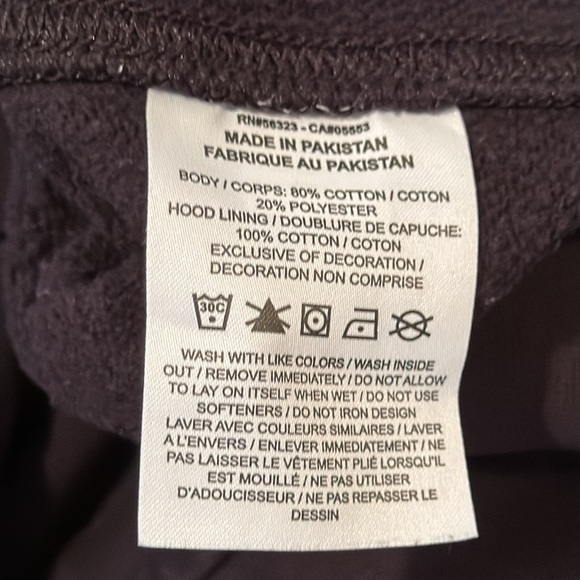 RN#56323 - CA#05553
MADE IN PAKISTAN
FABRIQUE AU PAKISTAN
BODY / CORPS: 80% COTTON / COTON
20% POLYESTER
HOOD LINING / DOUBLURE DE CAPUCHE:
100% COTTON / COTON
EXCLUSIVE OF DECORATION /
DECORATION NON COMPRISE
30C
WASH WITH LIKE COLORS / WASH INSIDE
OUT / REMOVE IMMEDIATELY / DO NOT ALLOW
TO LAY ON ITSELF WHEN WET / DO NOT USE
SOFTENERS / DO NOT IRON DESIGN
LAVER AVEC COULEURS SIMILAIRES / LAVER
A L'ENVERS / ENLEVER IMMEDIATEMENT / NE
PAS LAISSER LE VÊTEMENT PLIÉ LORSQU'IL
EST MOUILLÉ / NE PAS UTILISER
D'ADOUCISSEUR / NE PAS REPASSER LE
DESSIN